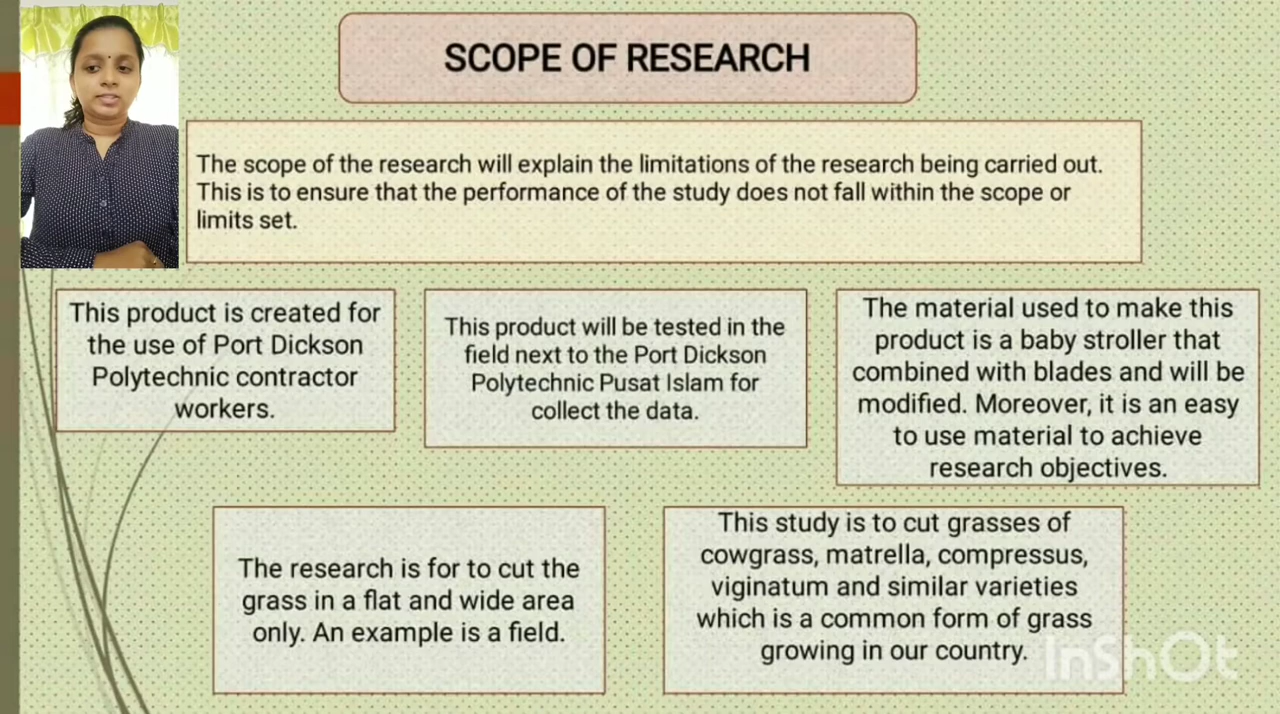 SCOPE OF RESEARCH
The scope of the research will explain the limitations of the research being carried out.
This is to ensure that the performance of the study does not fall within the scope or
limits set.
This product is created for
the use of Port Dickson
Polytechnic contractor
workers.
This product will be tested in the
field next to the Port Dickson
Polytechnic Pusat Islam for
collect the data.
The material used to make this
product is a baby stroller that
combined with blades and will be
modified. Moreover, it is an easy
to use material to achieve
research objectives.
The research is for to cut the
grass in a flat and wide area
only. An example is a field.
This study is to cut grasses of
cowgrass, matrella, compressus,
viginatum and similar varieties
which is a common form of grass
growing in our country.
InShOt